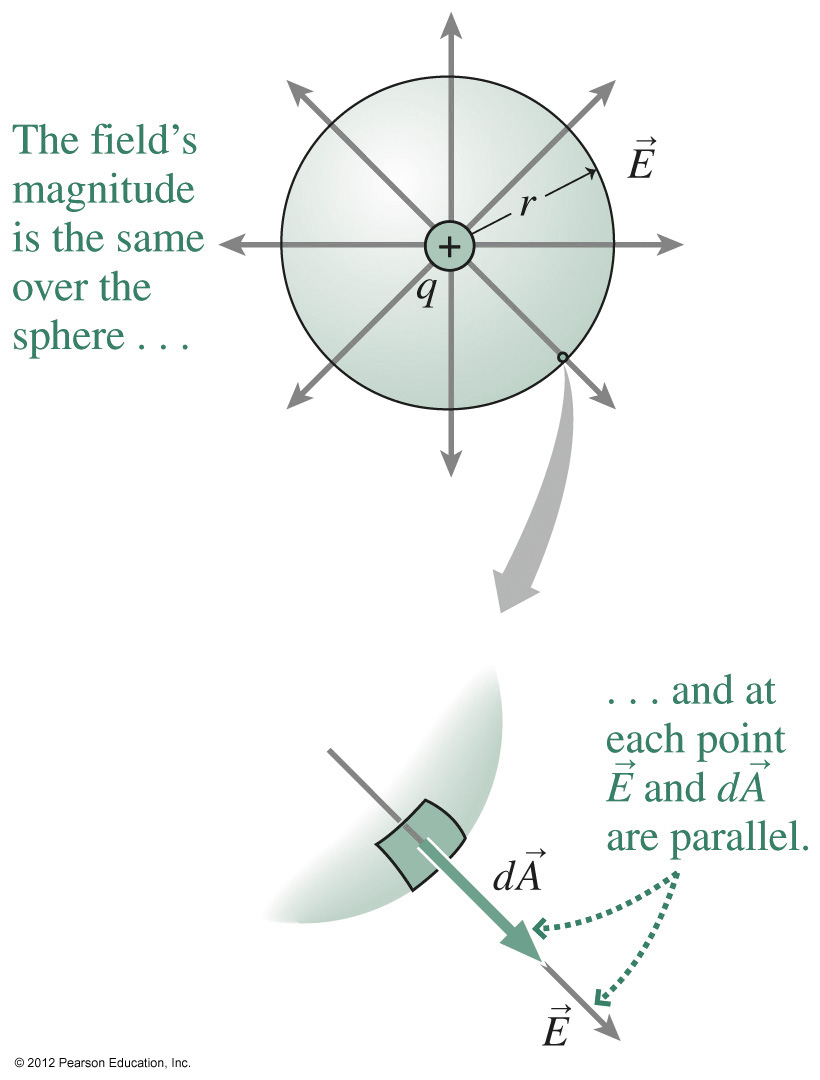 The field's
magnitude
is the same
over the
sphere . . .
E⃗
r
+
q
. . . and at
each point
E⃗ and dA⃗
are parallel.
dA⃗
E⃗
© 2012 Pearson Education, Inc.